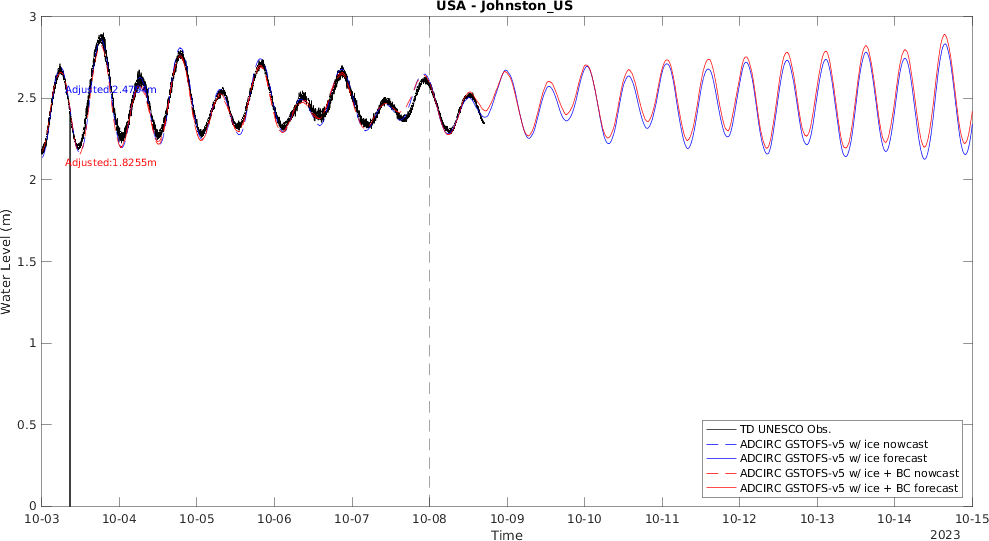 USA - Johnston_US
3
2.5
2
1.5
1
0.5
0
Water Level (m)
Adjusted:1.8255m
10-03
10-04
10-05
10-06
10-07
10-08
10-09
10-10
10-11
10-12
10-13
10-14
10-15
Time
2023
TD UNESCO Obs.
ADCIRC GSTOFS-v5 w/ ice nowcast
ADCIRC GSTOFS-v5 w/ ice forecast
ADCIRC GSTOFS-v5 w/ ice + BC nowcast
ADCIRC GSTOFS-v5 w/ ice + BC forecast